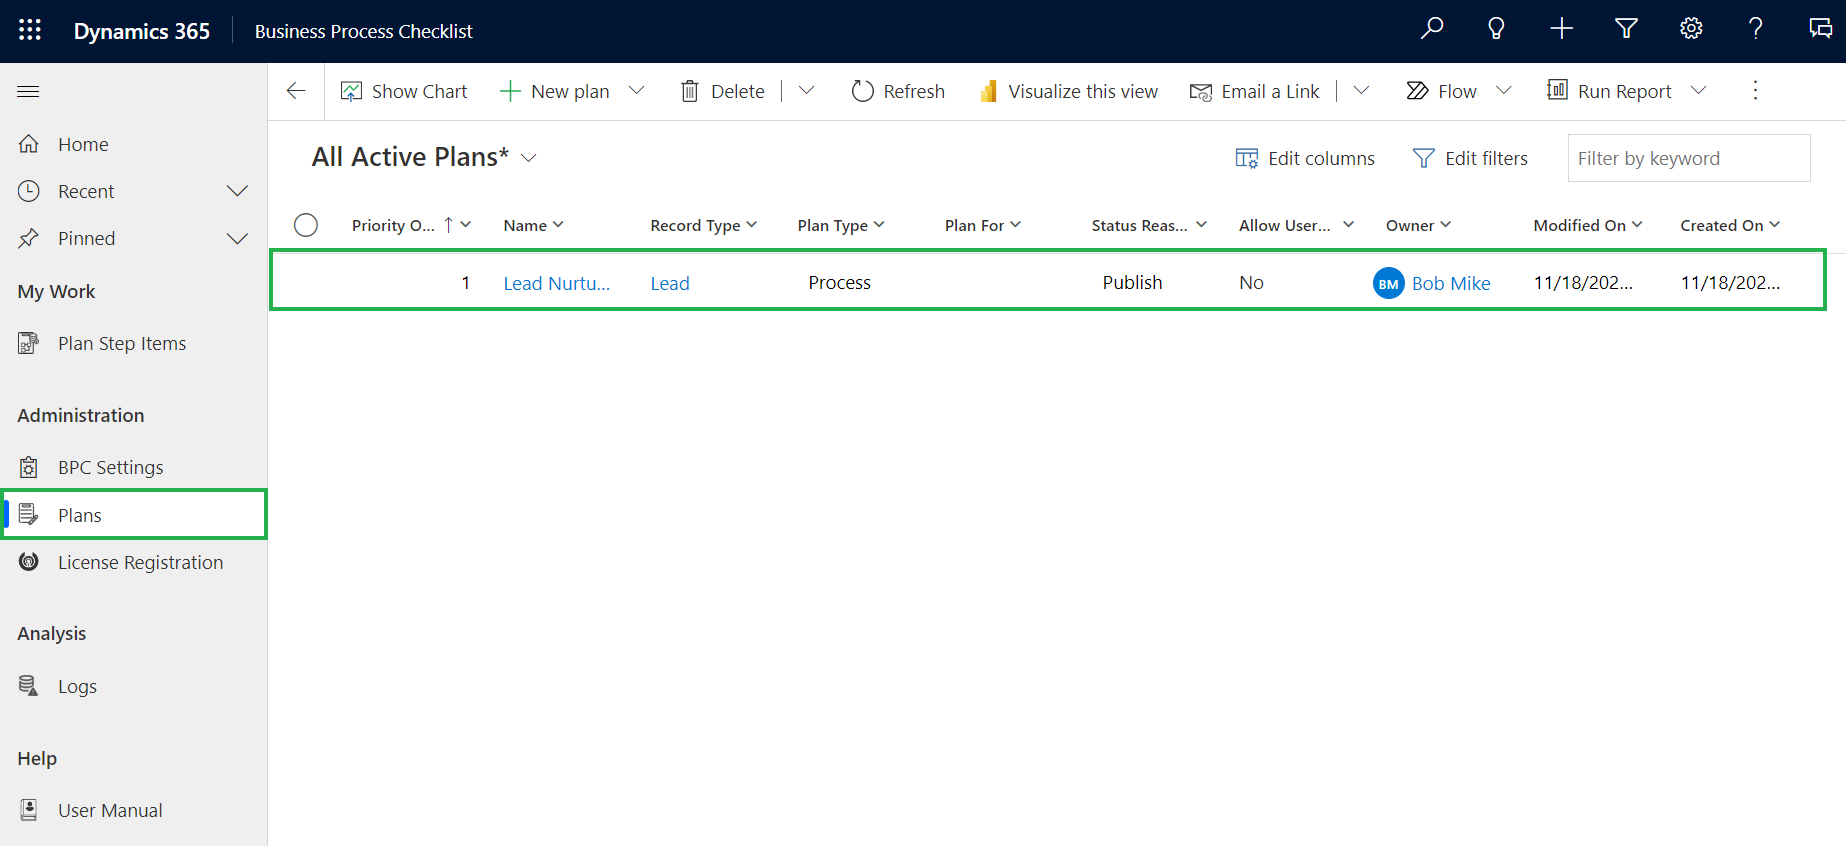 Dynamics 365 Business Process Checklist
Show Chart New plan Delete Refresh Visualize this view Email a Link Flow Run Report
Home
Recent
Pinned
My Work
Plan Step Items
Administration
BPC Settings
Plans
License Registration
Analysis
Logs
Help
User Manual
All Active Plans*
Edit columns Edit filters Filter by keyword
Priority O... Name Record Type Plan Type Plan For Status Reas... Allow User... Owner Modified On Created On
1 Lead Nurtu... Lead Process Publish No BM Bob Mike 11/18/202... 11/18/202...